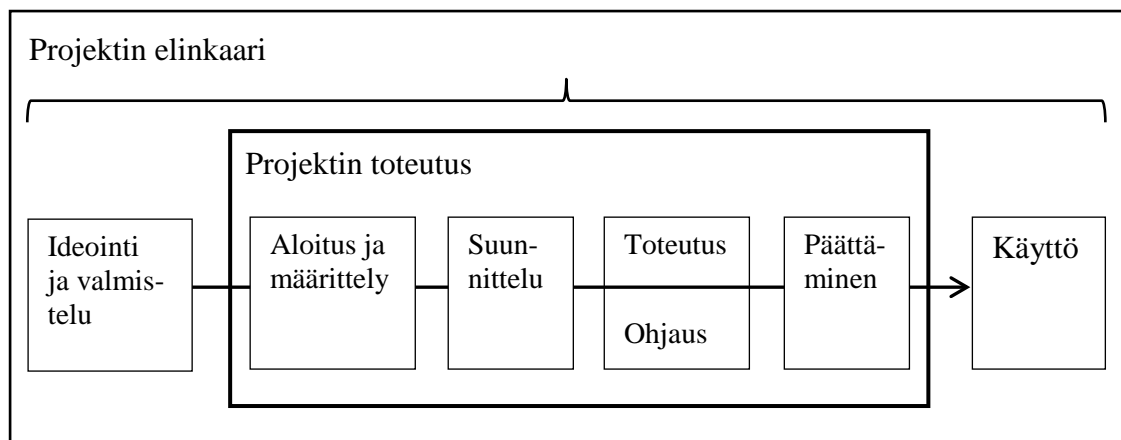 Projektin elinkaari
Projektin toteutus
Ideointi
ja valmis-
telu
Aloitus ja
määrittely
Suun-
nittelu
Toteutus
Ohjaus
Päättä-
minen
Käyttö